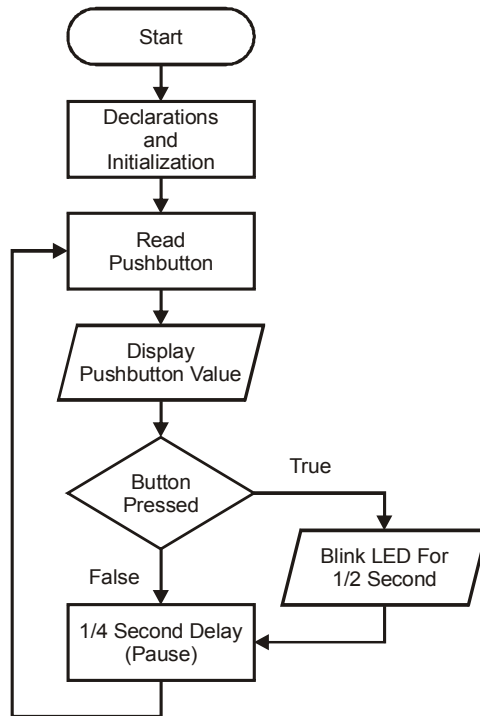 Start
Declarations
and
Initialization
Read
Pushbutton
Display
Pushbutton Value
Button
Pressed
True
Blink LED For
1/2 Second
False
1/4 Second Delay
(Pause)